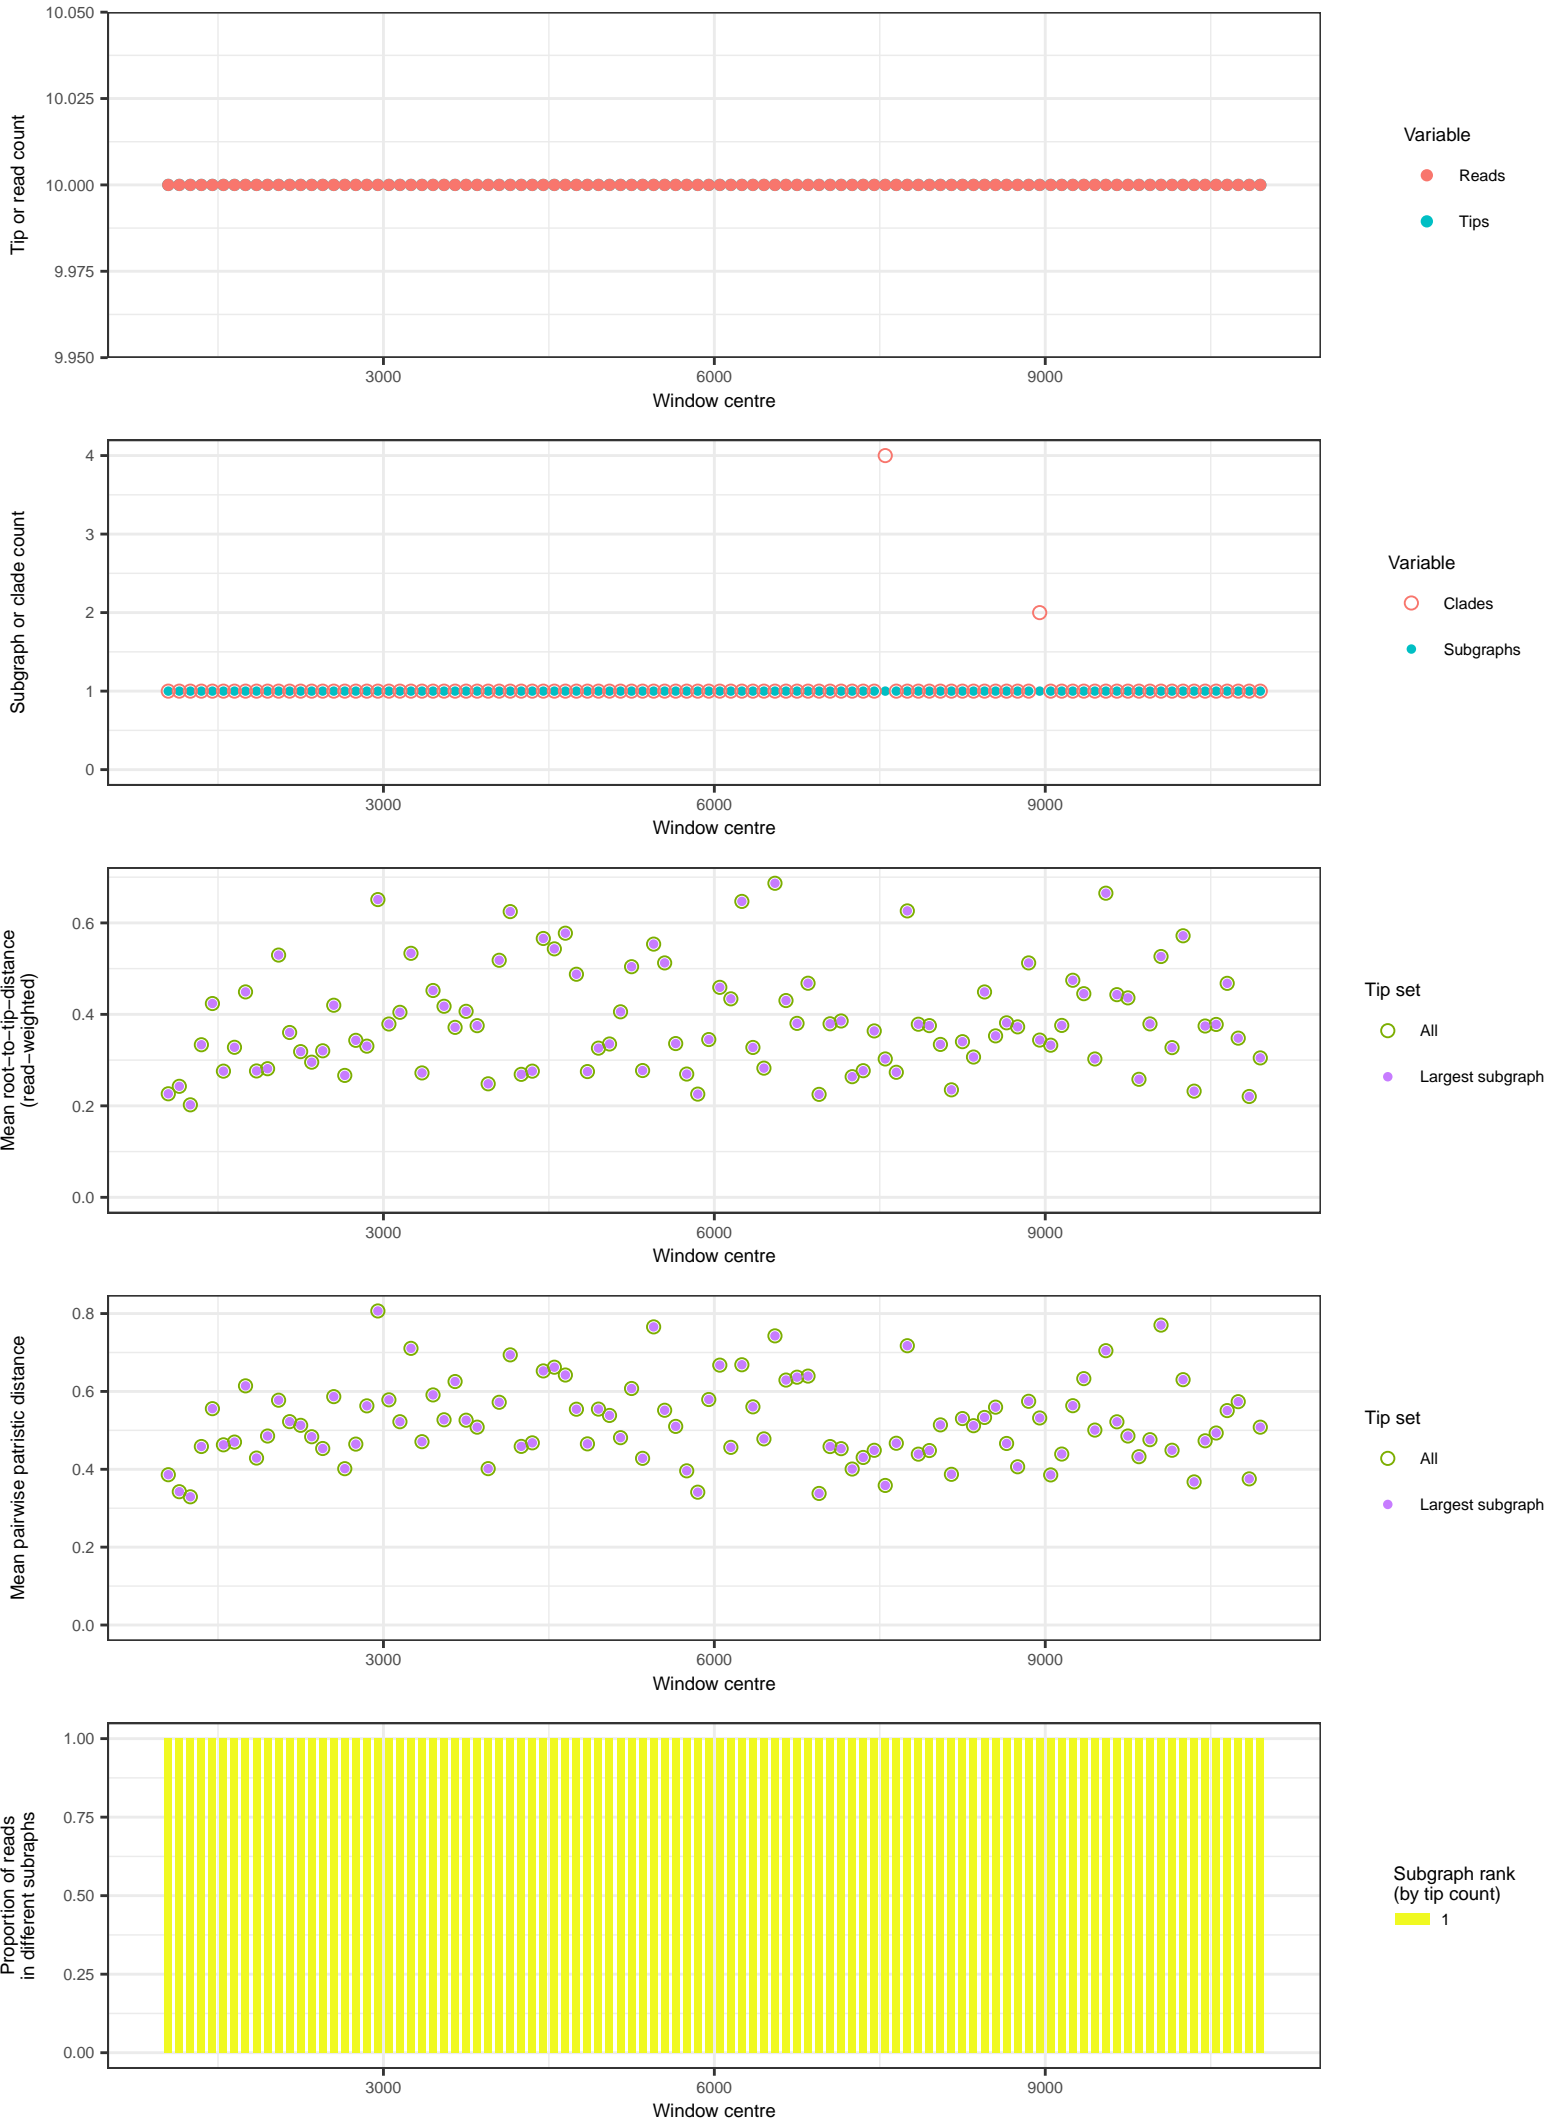 10.050
10.025
10.000
9.975
9.950
Tip or read count
3000
6000
9000
Window centre
Variable
Reads
Tips
4
3
2
1
0
Subgraph or clade count
3000
6000
9000
Window centre
Variable
Clades
Subgraphs
0.6
0.4
0.2
0.0
Mean root−to−tip−distance
(read−weighted)
3000
6000
9000
Window centre
Tip set
All
Largest subgraph
0.8
0.6
0.4
0.2
0.0
Mean pairwise patristic distance
3000
6000
9000
Window centre
Tip set
All
Largest subgraph
1.00
0.75
0.50
0.25
0.00
Proportion of reads
in different subraphs
3000
6000
9000
Window centre
Subgraph rank
(by tip count)
1